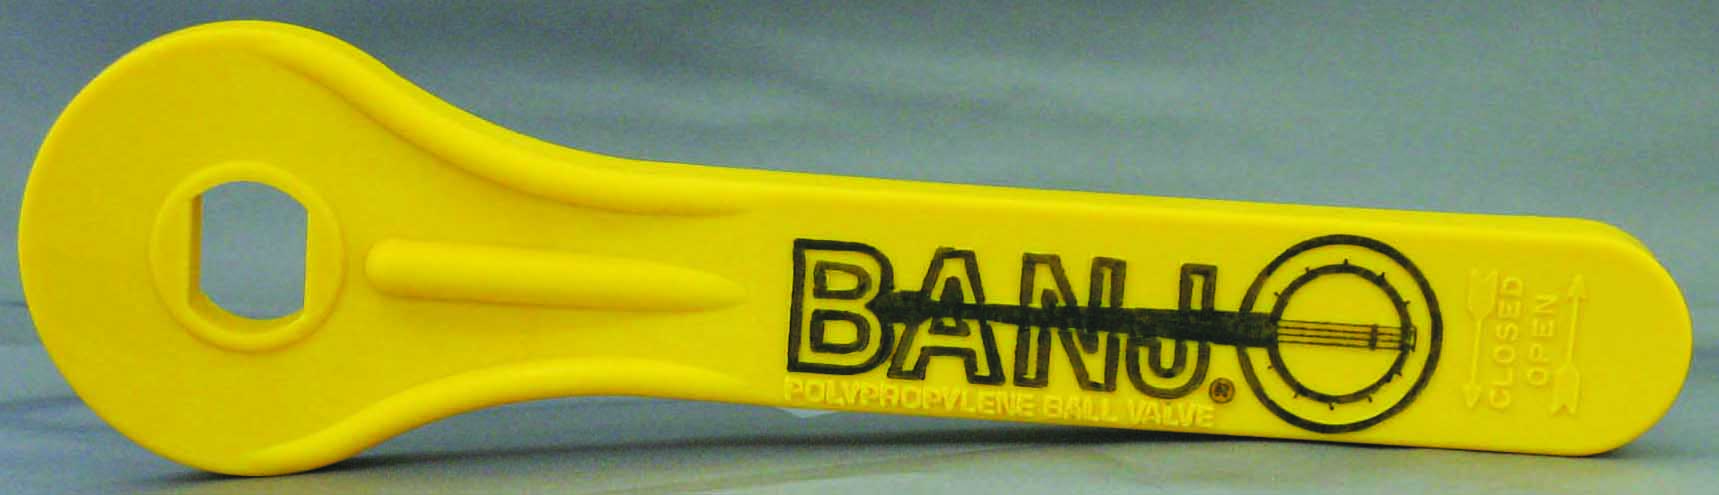 BANJO®
POLYPROPYLENE BALL VALVE
CLOSED
OPEN